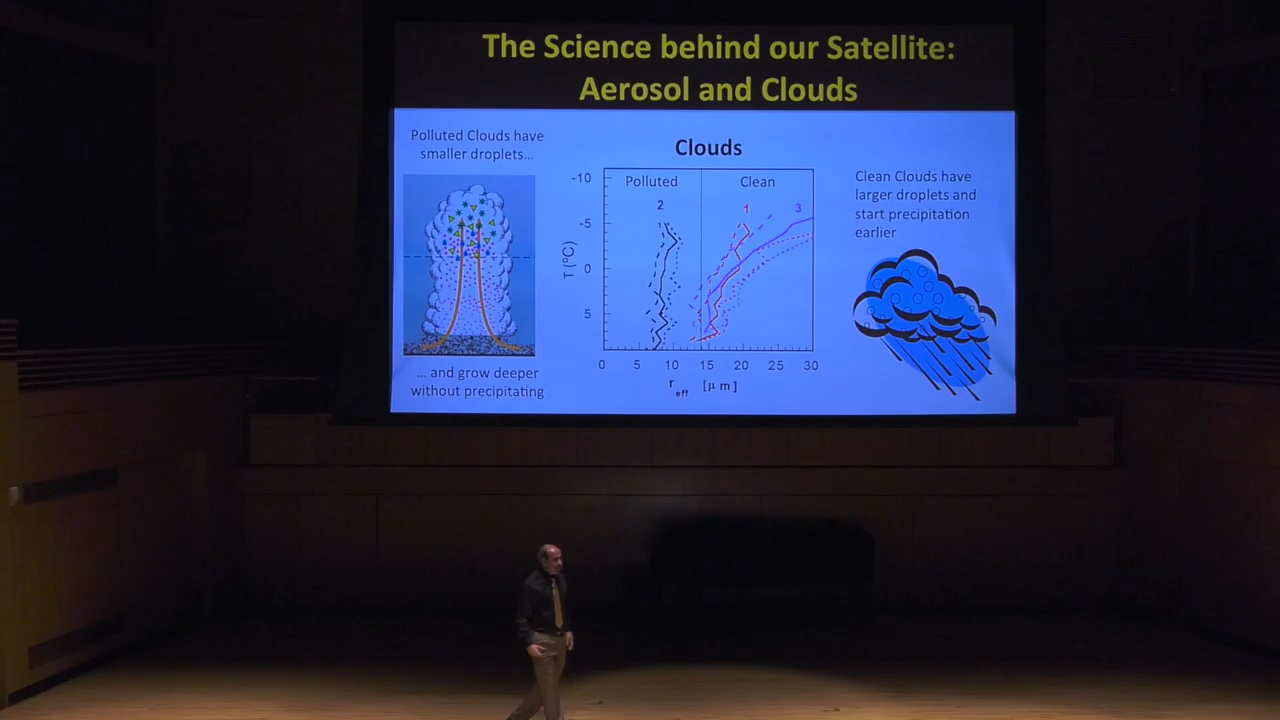 The Science behind our Satellite:
Aerosol and Clouds
Polluted Clouds have
smaller droplets...
... and grow deeper
without precipitating
Clouds
Polluted
Clean
2
1
3
-10
-5
0
5
T (°C)
0 5 10 15 20 25 30
r eff [μ m]
Clean Clouds have
larger droplets and
start precipitation
earlier